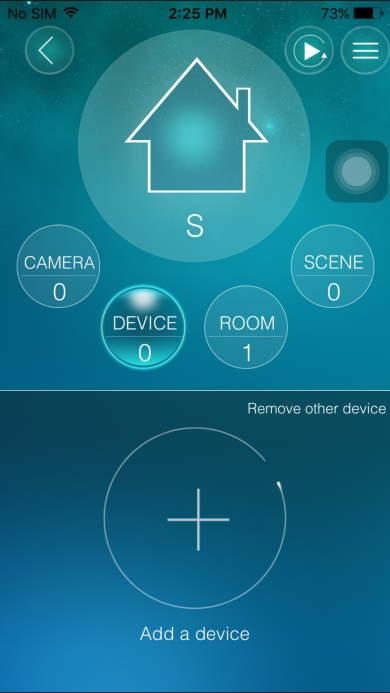 No SIM 2:25 PM 73%
S
CAMERA
0
SCENE
0
DEVICE
0
ROOM
1
Remove other device
Add a device